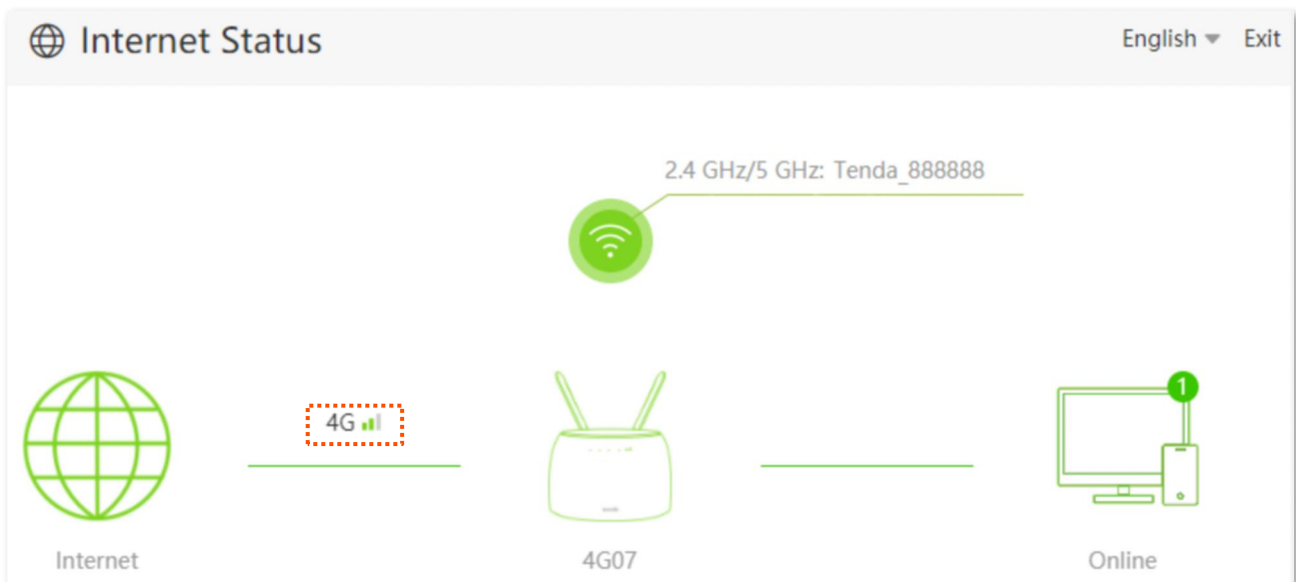 Internet Status
English Exit
2.4 GHz/5 GHz: Tenda_888888
4G
1
Internet
4G07
Online